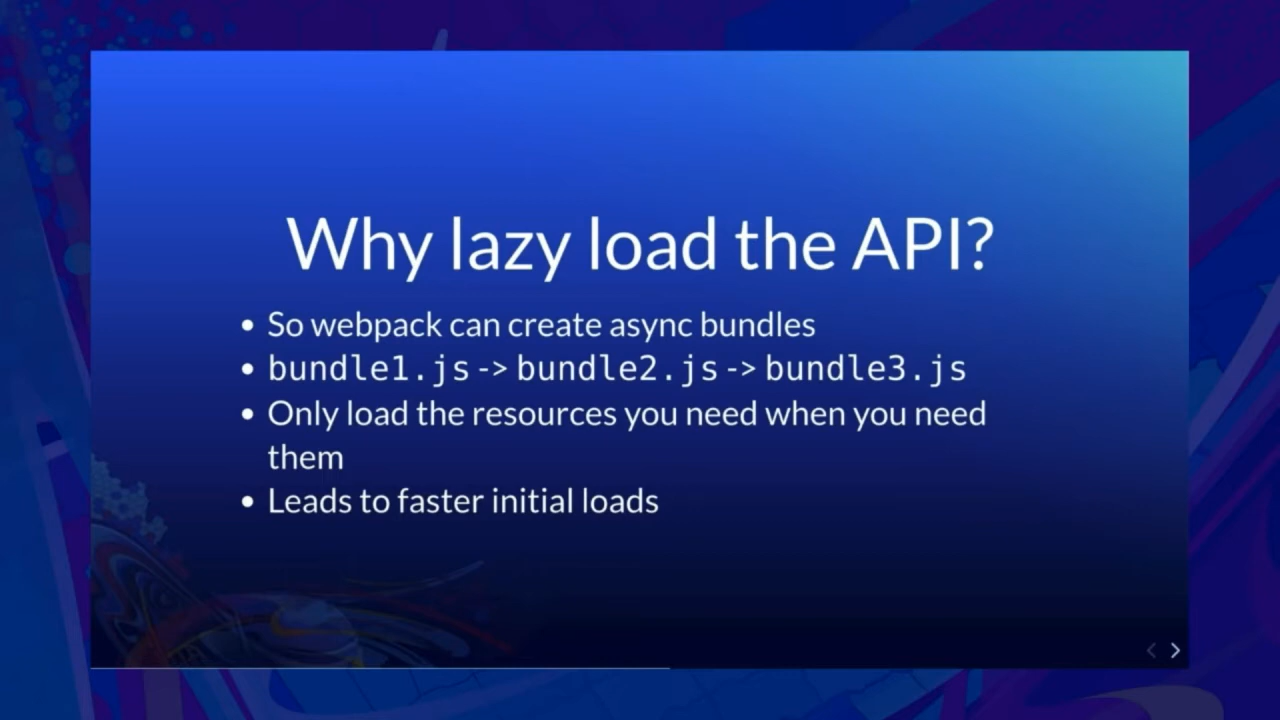 Why lazy load the API?
• So webpack can create async bundles
• bundle1.js -> bundle2.js -> bundle3.js
• Only load the resources you need when you need
them
• Leads to faster initial loads